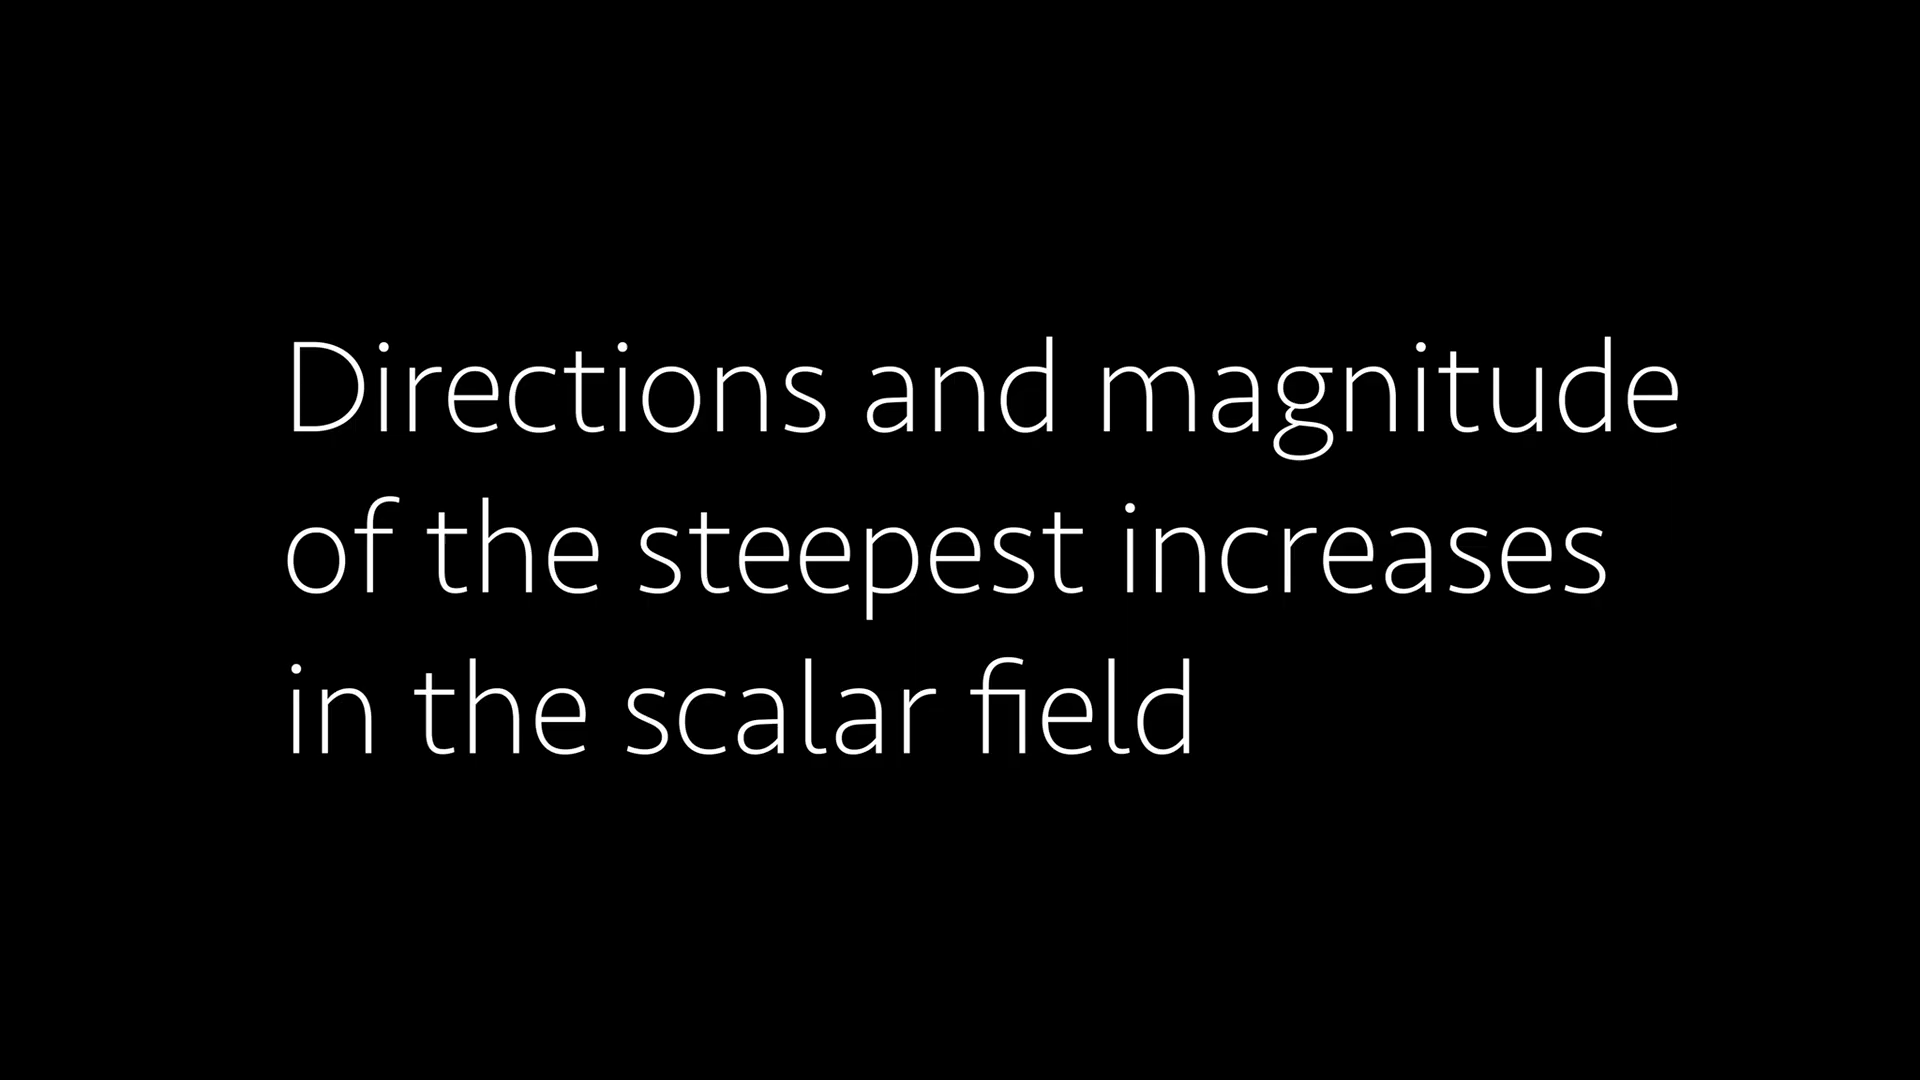 Directions and magnitude
of the steepest increases
in the scalar field